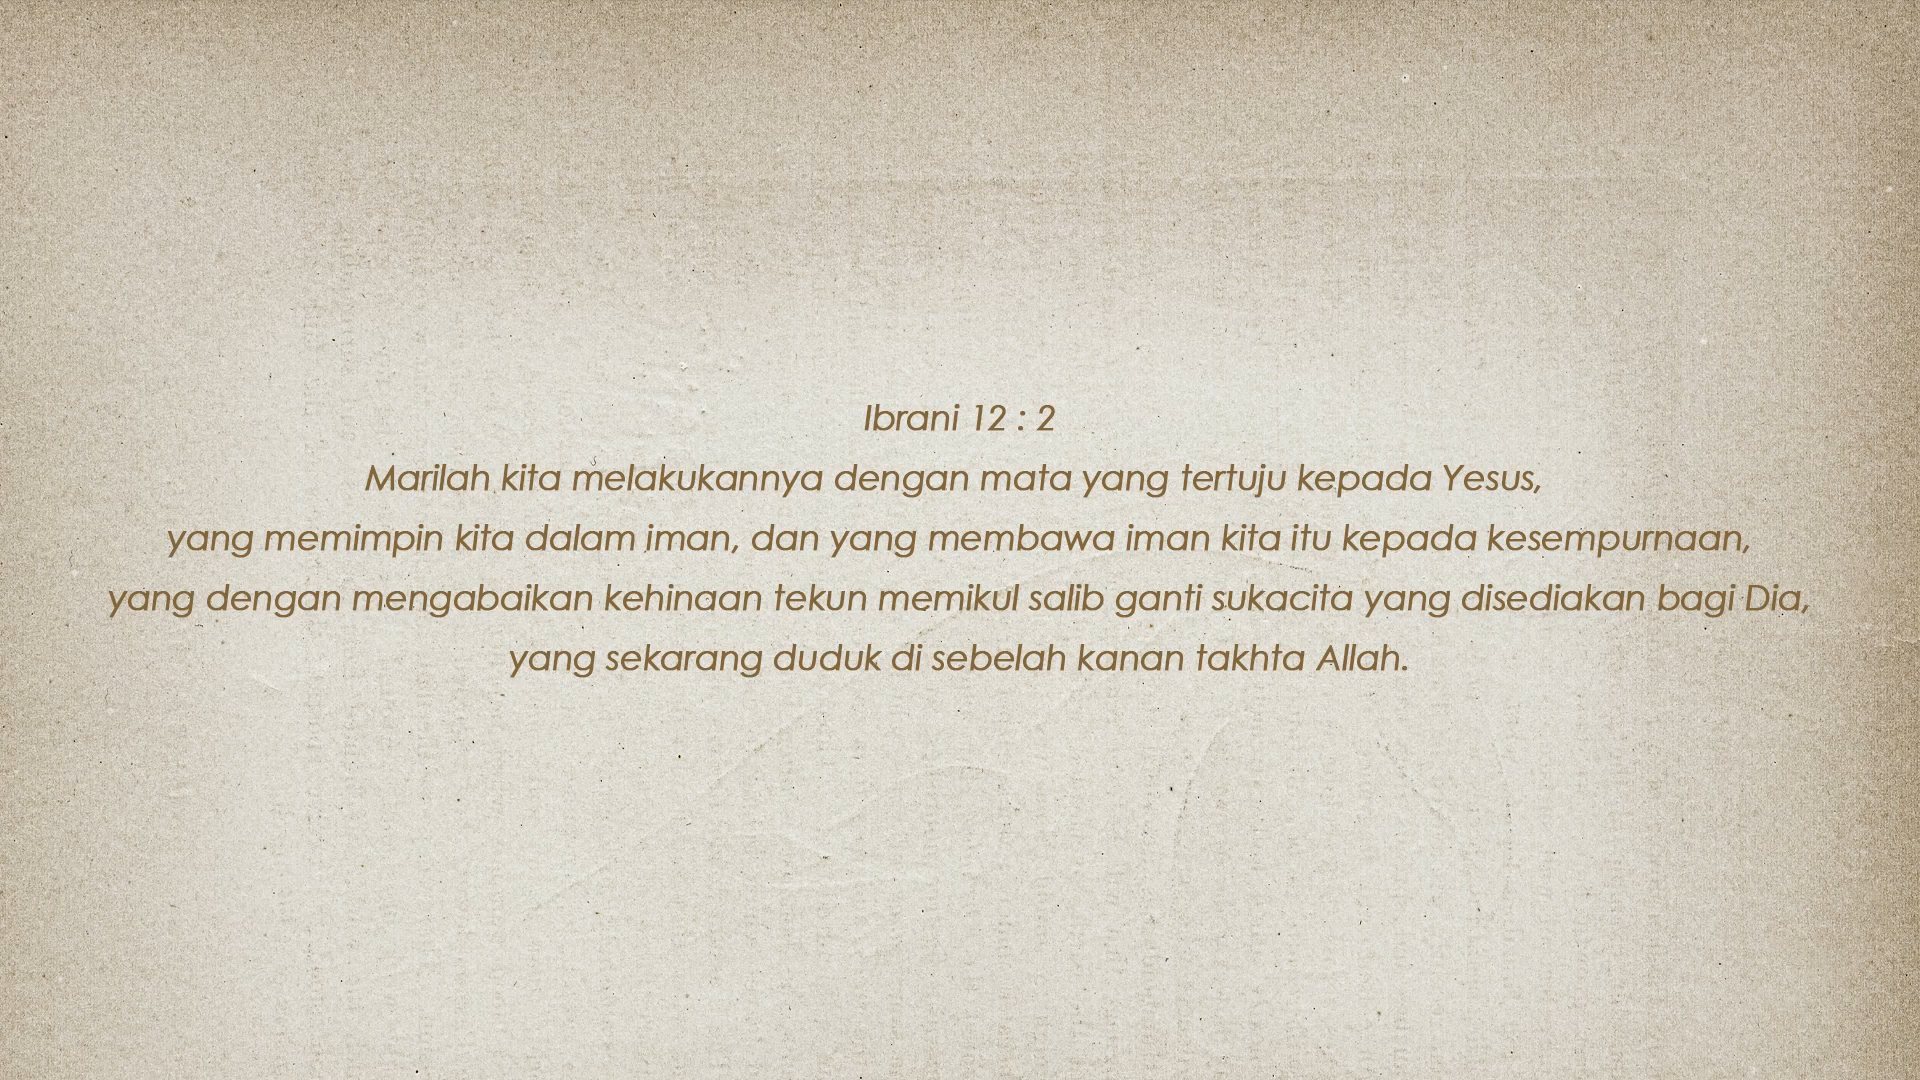 Ibrani 12 : 2
Marilah kita melakukannya dengan mata yang tertuju kepada Yesus,
yang memimpin kita dalam iman, dan yang membawa iman kita itu kepada kesempurnaan,
yang dengan mengabaikan kehinaan tekun memikul salib ganti sukacita yang disediakan bagi Dia,
yang sekarang duduk di sebelah kanan takhta Allah.